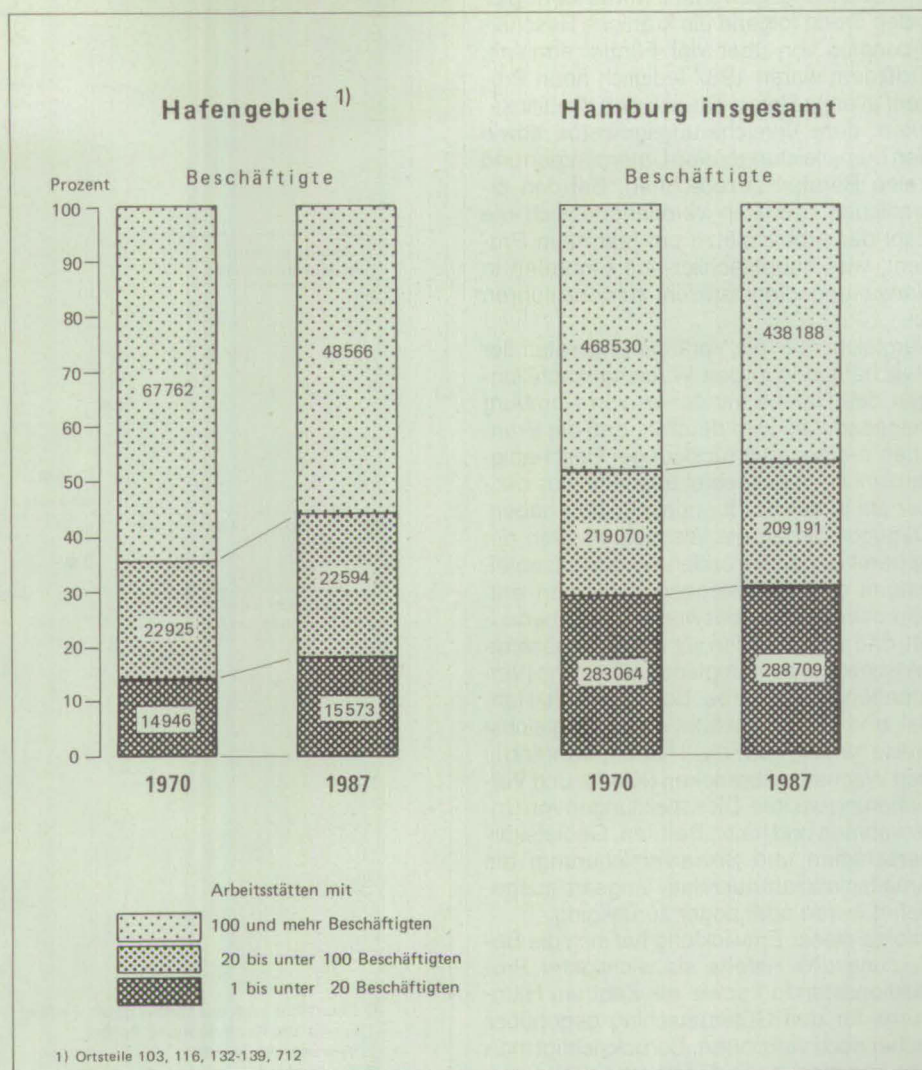 Hafengebiet 1)
Hamburg insgesamt
Prozent
Beschäftigte
Beschäftigte
100
90
80
70
60
50
40
30
20
10
0
67762
22925
14946
48566
22594
15573
468530
219070
283064
438188
209191
288709
1970
1987
1970
1987
Arbeitsstätten mit
100 und mehr Beschäftigten
20 bis unter 100 Beschäftigten
1 bis unter 20 Beschäftigten
1) Ortsteile 103, 116, 132-139, 712